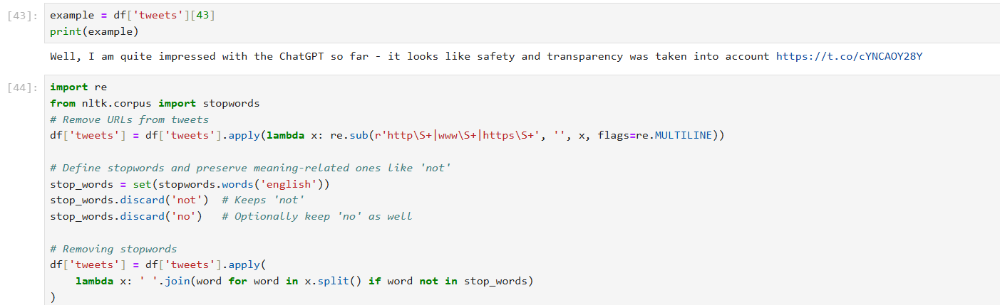 [43]: example = df['tweets'][43]
print(example)
Well, I am quite impressed with the ChatGPT so far - it looks like safety and transparency was taken into account https://t.co/cYNCAOY28Y
[44]: import re
from nltk.corpus import stopwords
# Remove URLs from tweets
df['tweets'] = df['tweets'].apply(lambda x: re.sub(r'http\S+|www\S+|https\S+', '', x, flags=re.MULTILINE))
# Define stopwords and preserve meaning-related ones like 'not'
stop_words = set(stopwords.words('english'))
stop_words.discard('not')  # Keeps 'not'
stop_words.discard('no')   # Optionally keep 'no' as well
# Removing stopwords
df['tweets'] = df['tweets'].apply(
    lambda x: ' '.join(word for word in x.split() if word not in stop_words)
)